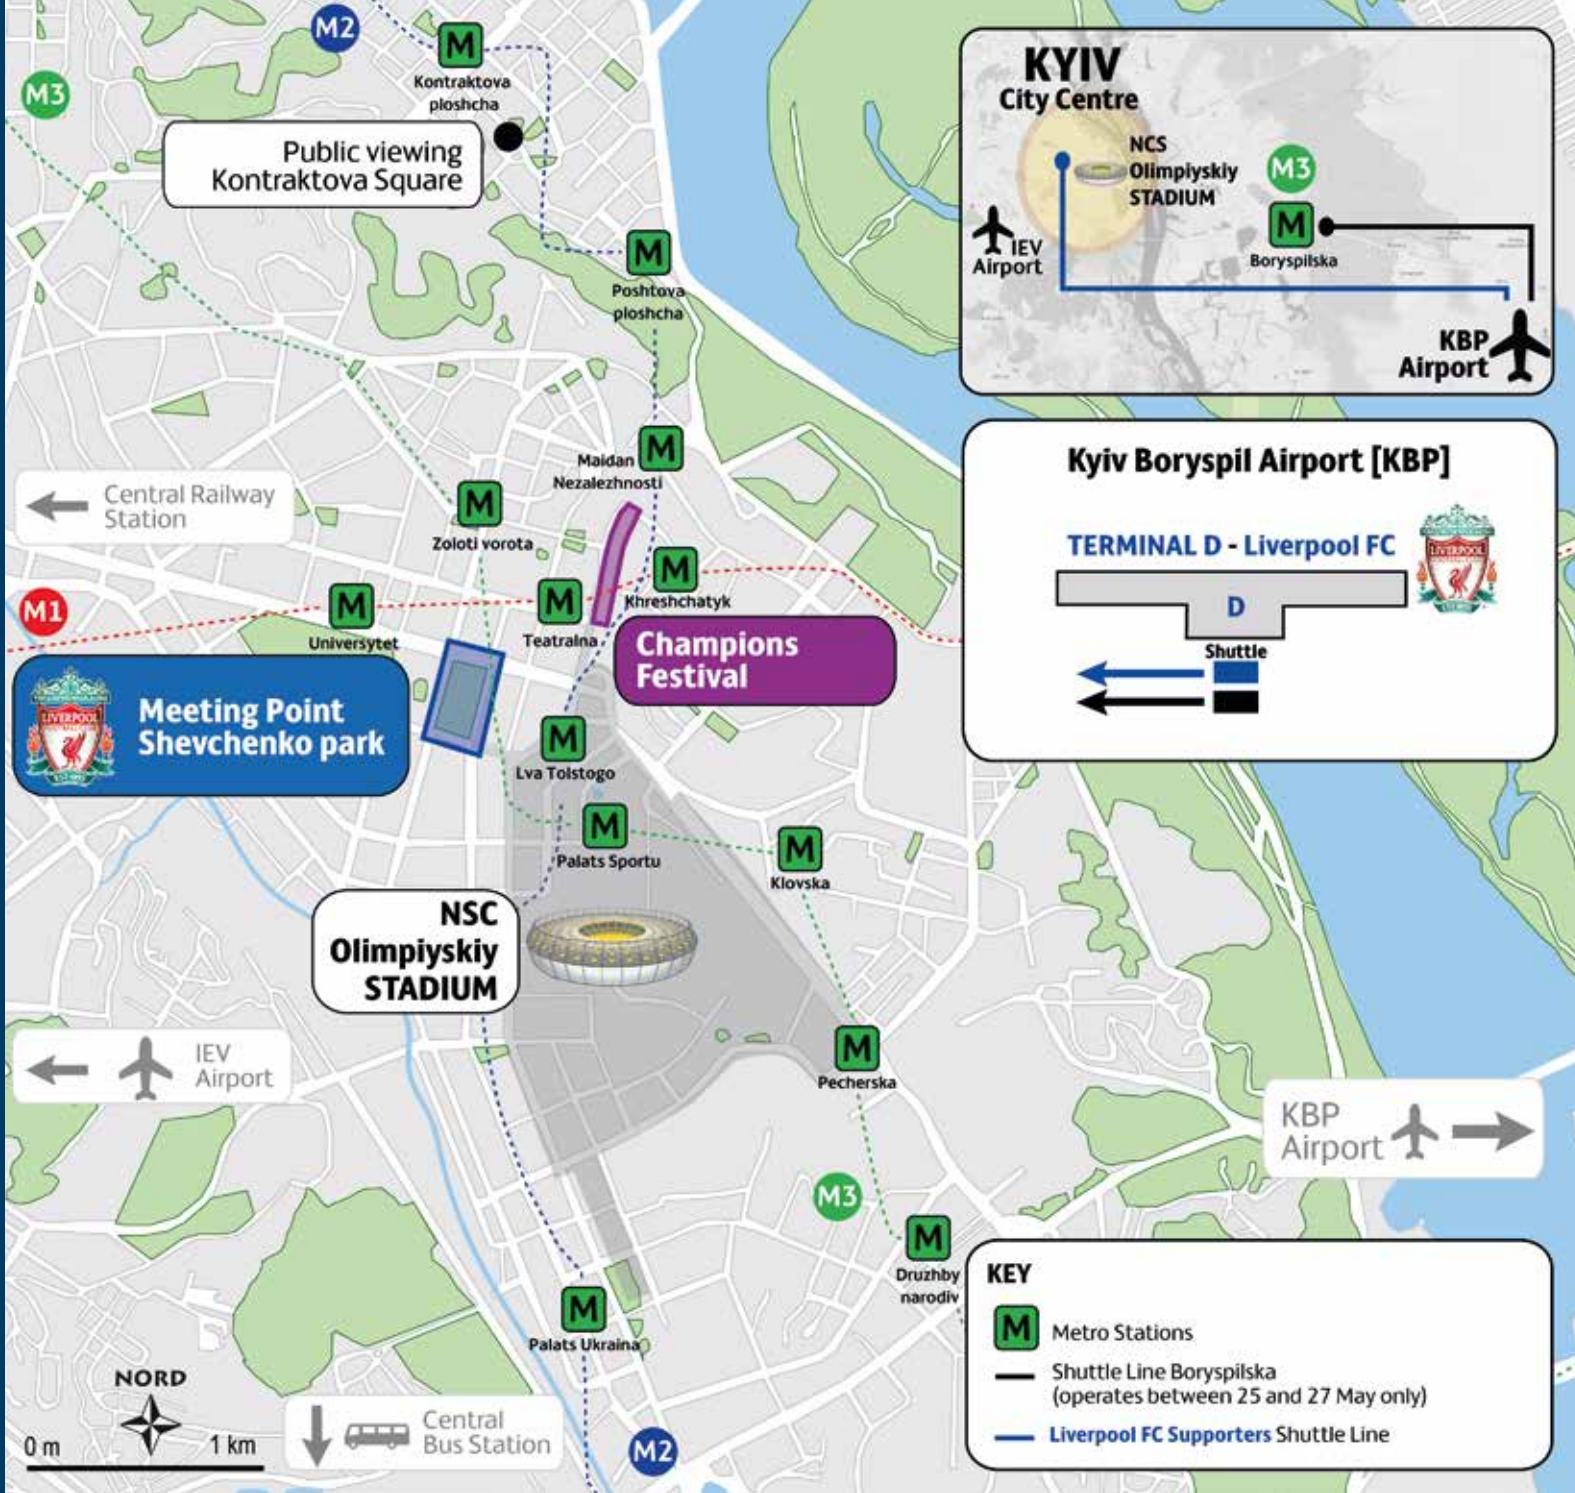 M2
M
Kontraktova
ploshcha
M3
Public viewing
Kontraktova Square
M
Poshtova
ploshcha
KYIV
City Centre
NCS
Olimpiyskiy
STADIUM
M3
M
Boryspilska
IEV
Airport
KBP
Airport
Kyiv Boryspil Airport [KBP]
TERMINAL D - Liverpool FC
LIVERPOOL
D
Shuttle
M
Maidan
Nezalezhnosti
Central Railway
Station
M
Zoloti vorota
M
Khreshchatyk
M1
M
Universytet
M
Teatralna
Champions
Festival
LIVERPOOL
Meeting Point
Shevchenko park
M
Lva Tolstogo
M
Palats Sportu
M
Klovska
NSC
Olimpiyskiy
STADIUM
IEV
Airport
M
Pecherska
KBP
Airport
M3
M
Druzhby
narodiv
M
Palats Ukraina
NORD
0 m
1 km
Central
Bus Station
M2
KEY
M
Metro Stations
Shuttle Line Boryspilska
(operates between 25 and 27 May only)
Liverpool FC Supporters Shuttle Line